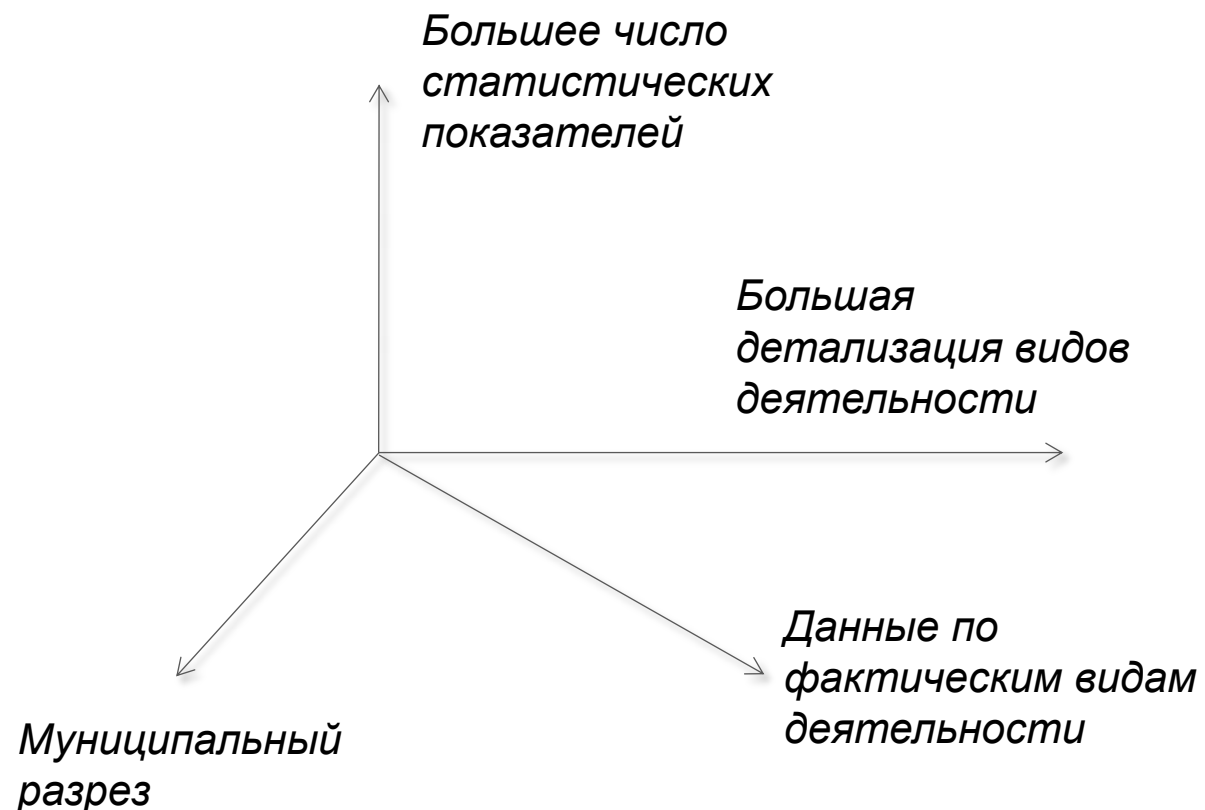 Большее число
статистических
показателей
Большая
детализация видов
деятельности
Данные по
фактическим видам
деятельности
Муниципальный
разрез